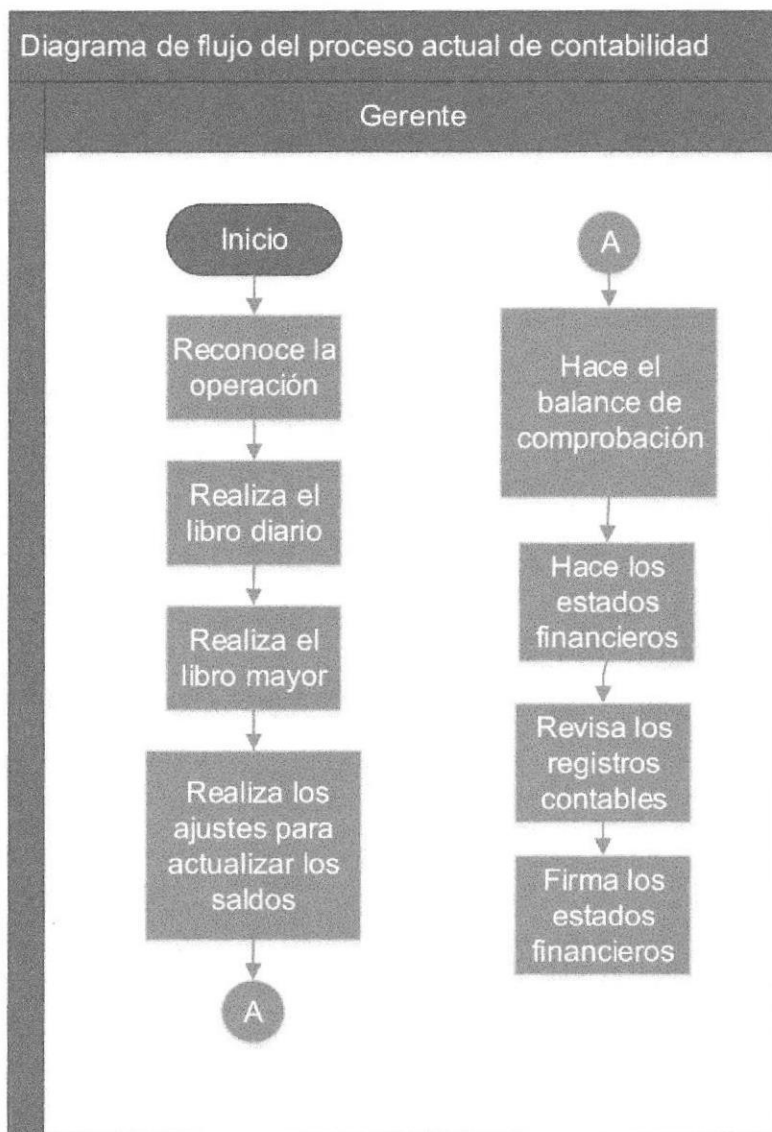 Diagrama de flujo del proceso actual de contabilidad
Gerente
Inicio
Reconoce la
operación
Realiza el
libro diario
Realiza el
libro mayor
Realiza los
ajustes para
actualizar los
saldos
A
A
Hace el
balance de
comprobación
Hace los
estados
financieros
Revisa los
registros
contables
Firma los
estados
financieros